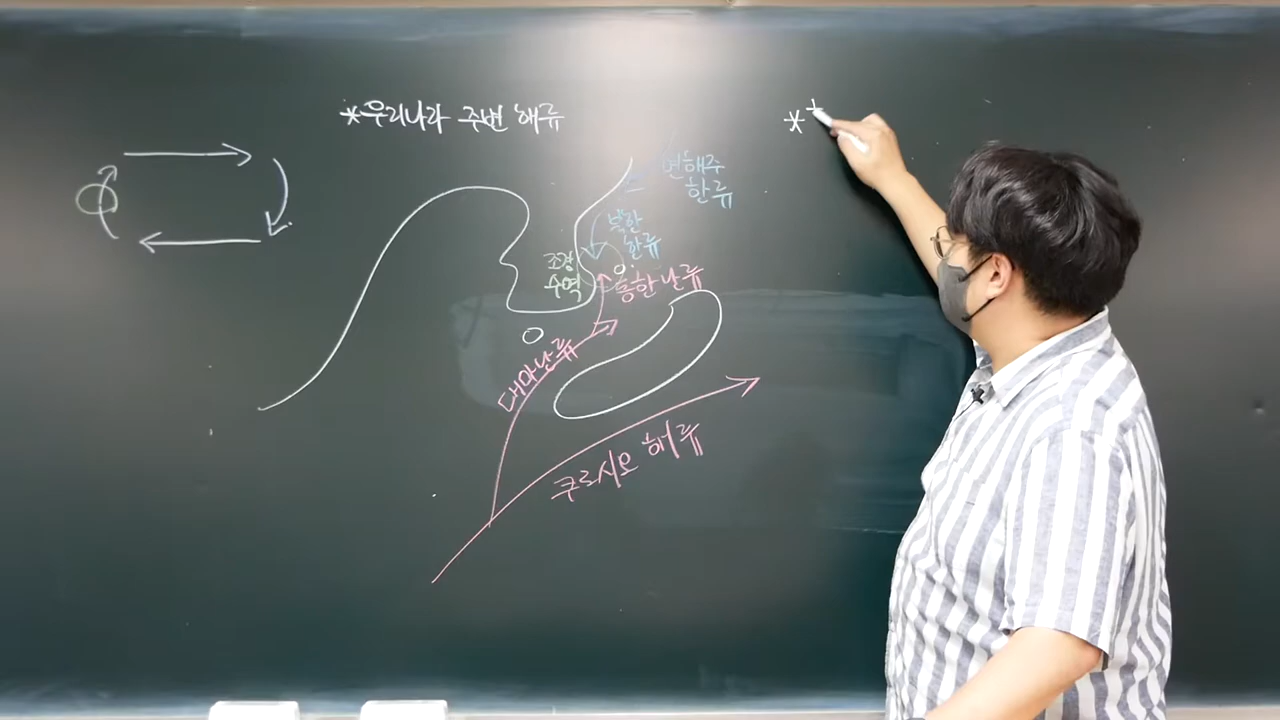 *우리나라 주변 해류
연해주
한류
북한
한류
조경
수역
동한난류
대마난류
쿠로시오 해류
*